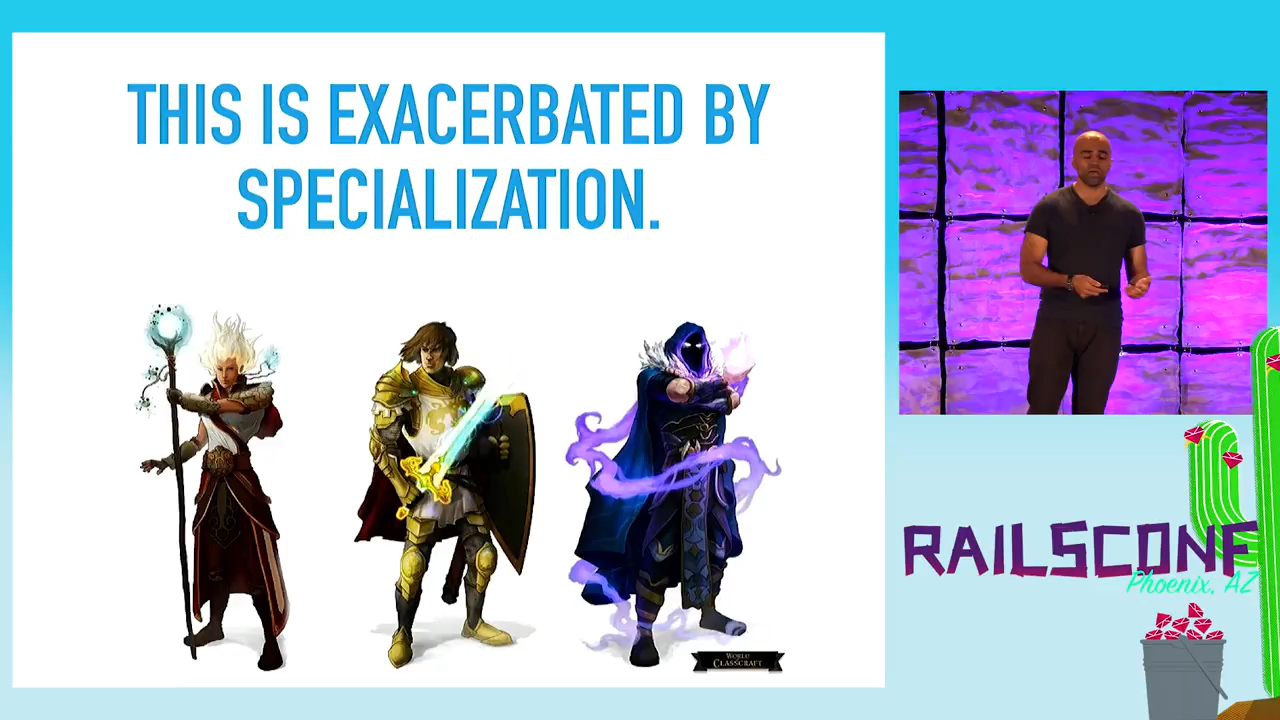 THIS IS EXACERBATED BY
SPECIALIZATION.
WORLD
CLASSCRAFT
RAILSCONF
Phoenix, AZ